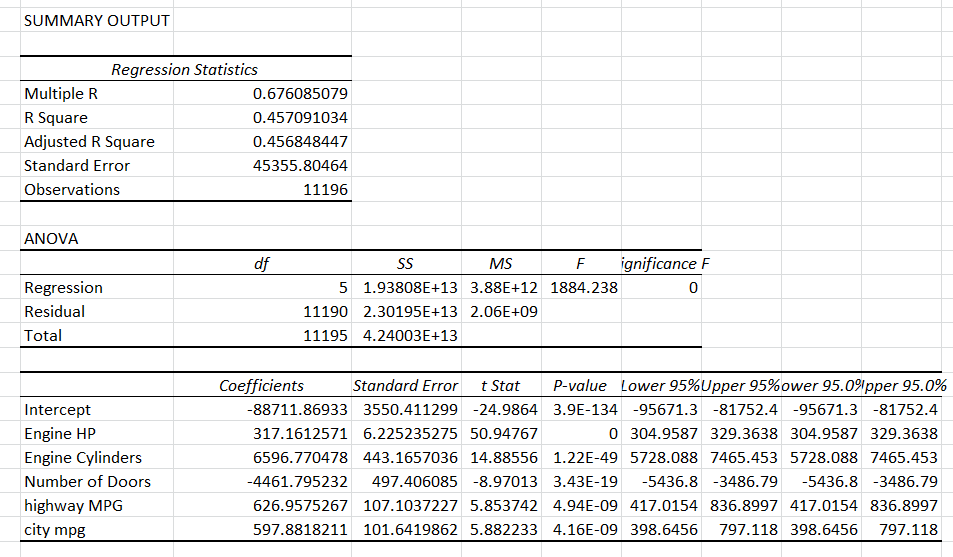 SUMMARY OUTPUT
Regression Statistics
Multiple R 0.676085079
R Square 0.457091034
Adjusted R Square 0.456848447
Standard Error 45355.80464
Observations 11196
ANOVA
df SS MS F ignificance F
Regression 5 1.93808E+13 3.88E+12 1884.238 0
Residual 11190 2.30195E+13 2.06E+09
Total 11195 4.24003E+13
Coefficients Standard Error t Stat P-value Lower 95% Upper 95% ower 95.0% pper 95.0%
Intercept -88711.86933 3550.411299 -24.9864 3.9E-134 -95671.3 -81752.4 -95671.3 -81752.4
Engine HP 317.1612571 6.225235275 50.94767 0 304.9587 329.3638 304.9587 329.3638
Engine Cylinders 6596.770478 443.1657036 14.88556 1.22E-49 5728.088 7465.453 5728.088 7465.453
Number of Doors -4461.795232 497.406085 -8.97013 3.43E-19 -5436.8 -3486.79 -5436.8 -3486.79
highway MPG 626.9575267 107.1037227 5.853742 4.94E-09 417.0154 836.8997 417.0154 836.8997
city mpg 597.8818211 101.6419862 5.882233 4.16E-09 398.6456 797.118 398.6456 797.118